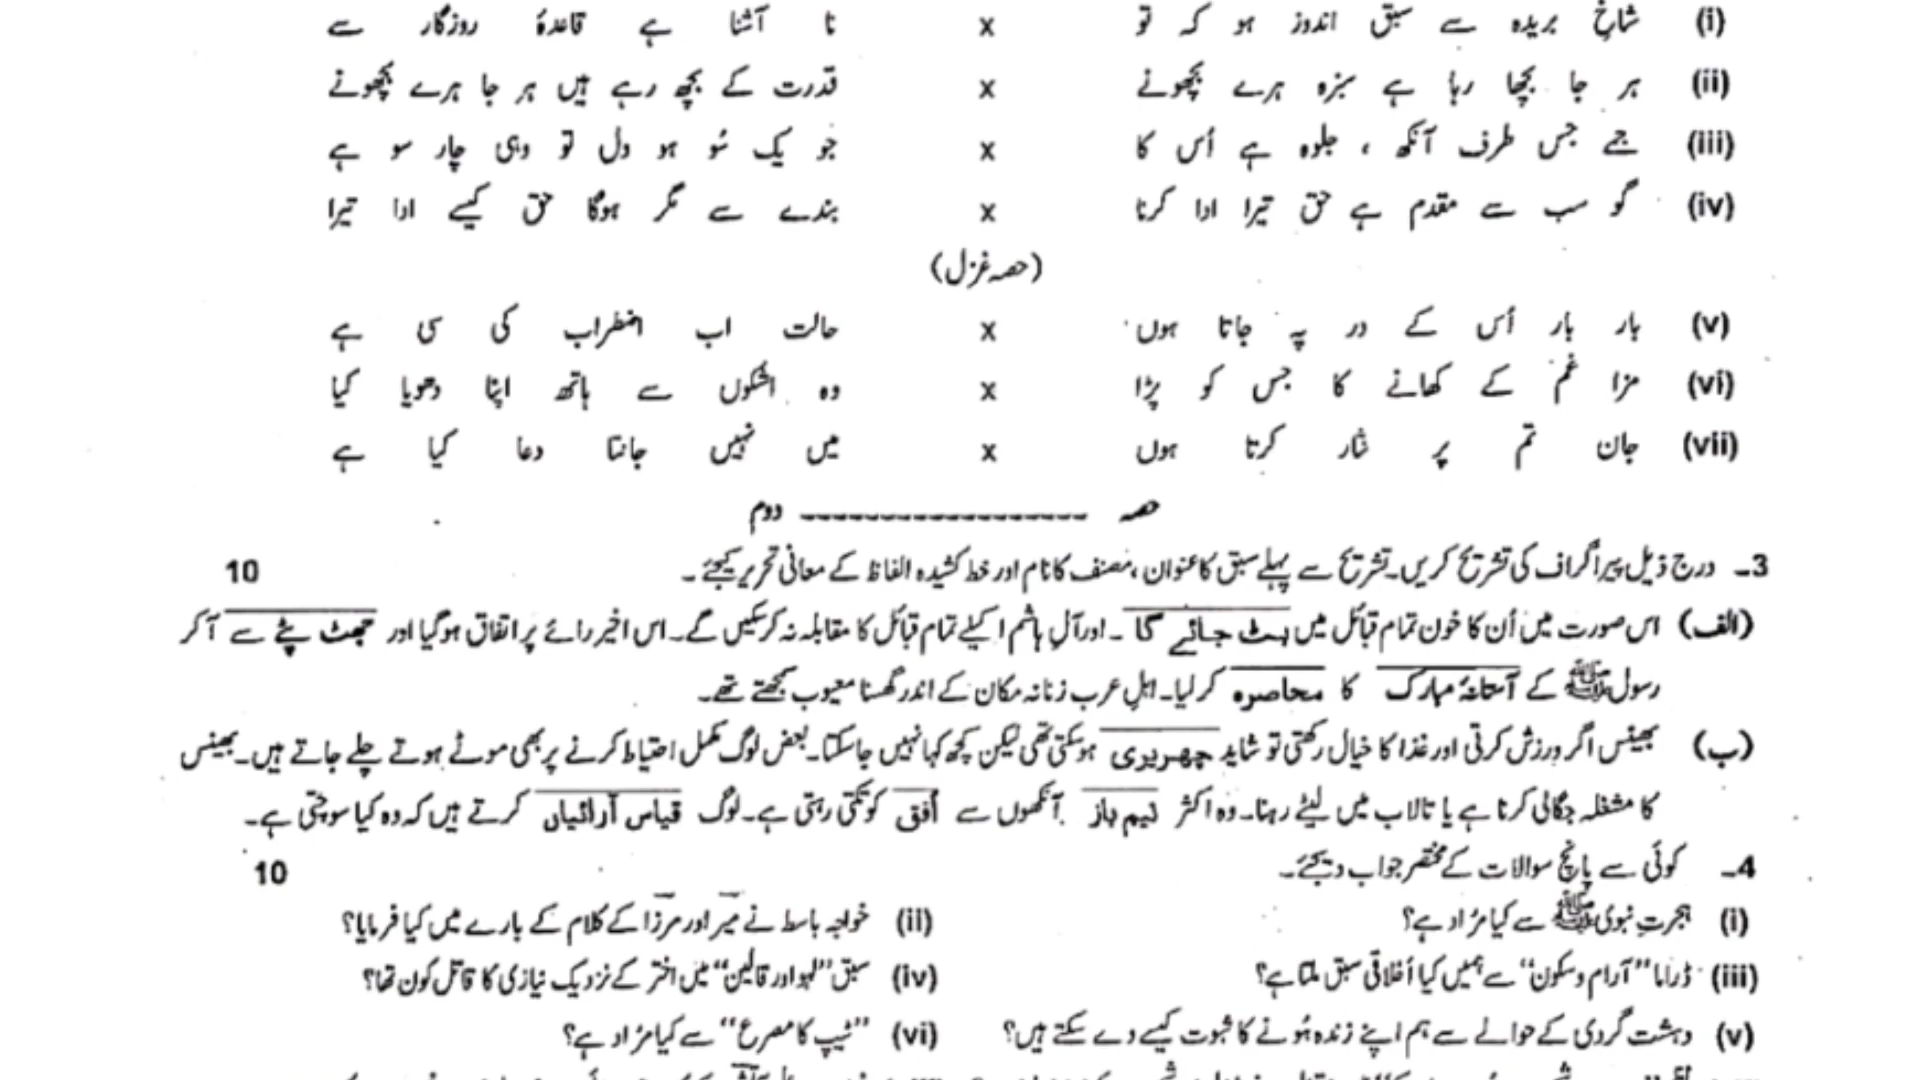 (i) شاخِ بریدہ سے سبق اندوز ہو کہ تو x نا آشنا ہے قاعدۂ روزگار سے
(ii) ہر جا بچھا رہا ہے سبزہ ہرے بچھونے x قدرت کے بچھ رہے ہیں ہر جا ہرے بچھونے
(iii) جے جس طرف آنکھ ، جلوہ ہے اُس کا x جو یک سُو ہو دل تو وہی چار سو ہے
(iv) گو سب سے مقدم ہے حق تیرا ادا کرنا x بندے سے مگر ہوگا حق کیسے ادا تیرا
(حصہ غزل)
(v) بار بار اُس کے در پہ جاتا ہوں x حالت اب اضطراب کی سی ہے
(vi) مزا غم کے کھانے کا جس کو پڑا x وہ اشکوں سے ہاتھ اپنا دھویا کیا
(vii) جان تم پر نثار کرتا ہوں x میں نہیں جانتا دعا کیا ہے
حصہ ------------------ دوم
3۔ درج ذیل پیراگراف کی تشریح کریں۔تشریح سے پہلے سبق کا عنوان ،مصنف کا نام اور خط کشیدہ الفاظ کے معانی تحریر کیجئے ۔ 10
(الف) اس صورت میں اُن کا خون تمام قبائل میں بٹ جائے گا ۔ اور آلِ ہاشم اکیلے تمام قبائل کا مقابلہ نہ کر سکیں گے۔اس اخیر رائے پر اتفاق ہوگیا اور جھٹ پٹے سے آکر
رسول ﷺ کے آستانۂ مبارک کا محاصرہ کرلیا۔ اہلِ عرب زنانہ مکان کے اندر گھسنا معیوب سمجھتے تھے۔
(ب) بھینس اگر ورزش کرتی اور غذا کا خیال رکھتی تو شاید چھریری ہوسکتی تھی لیکن کچھ کہا نہیں جاسکتا۔ بعض لوگ مکمل احتیاط کرنے پر بھی موٹے ہوتے چلے جاتے ہیں۔ بھینس
کا مشغلہ جگالی کرنا ہے یا تالاب میں لیٹے رہنا۔ وہ اکثر نیم باز آنکھوں سے اُفق کو تکتی رہتی ہے۔ لوگ قیاس آرائیاں کرتے ہیں کہ وہ کیا سوچتی ہے۔
4۔ کوئی سے پانچ سوالات کے مختصر جواب دیجئے۔ 10
(i) ہجرتِ نبوی ﷺ سے کیا مُراد ہے؟ (ii) خواجہ باسط نے میر اور مرزا کے کلام کے بارے میں کیا فرمایا؟
(iii) ڈراما ”آرام و سکون“ سے ہمیں کیا اَخلاقی سبق ملتا ہے؟ (iv) سبق ”لہو اور قالین“ میں اختر کے نزدیک نیازی کا قاتل کون تھا؟
(v) دہشت گردی کے حوالے سے ہم اپنے زندہ ہُونے کا ثبوت کیسے دے سکتے ہیں؟ (vi) ”ٹیپ کا مصرع“ سے کیا مُراد ہے؟